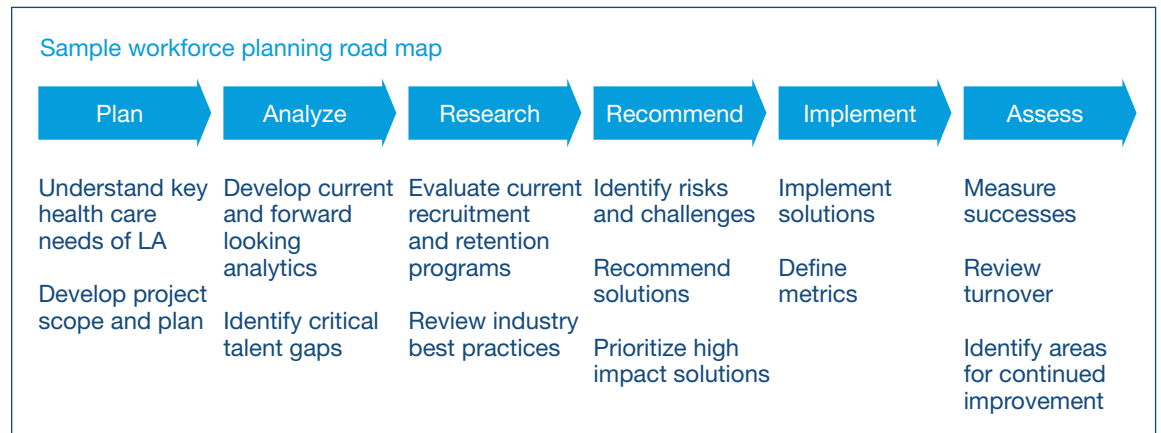 Sample workforce planning road map
Plan
Analyze
Research
Recommend
Implement
Assess
Understand key
health care
needs of LA
Develop project
scope and plan
Develop current
and forward
looking
analytics
Identify critical
talent gaps
Evaluate current
recruitment
and retention
programs
Review industry
best practices
Identify risks
and challenges
Recommend
solutions
Prioritize high
impact solutions
Implement
solutions
Define
metrics
Measure
successes
Review
turnover
Identify areas
for continued
improvement